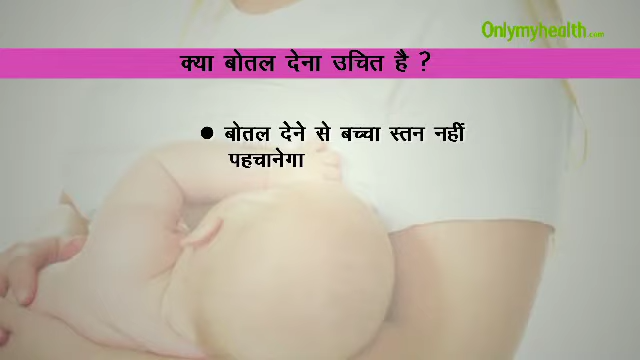 Onlymyhealth.com
क्या बोतल देना उचित है ?
● बोतल देने से बच्चा स्तन नहीं
पहचानेगा